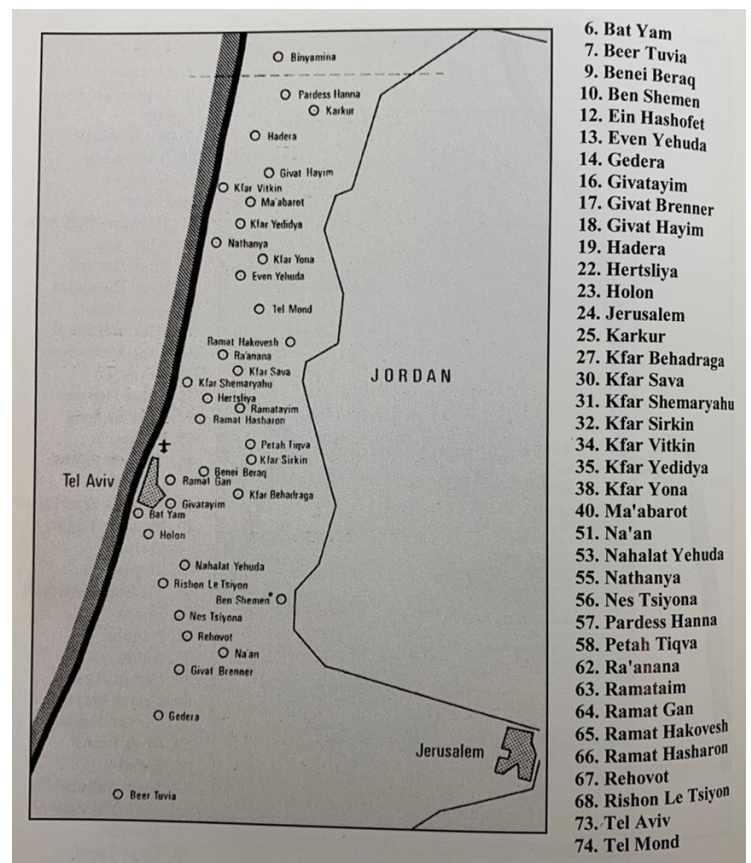 Binyamina
Pardess Hanna
Karkur
Hadera
Givat Hayim
Kfar Vitkin
Ma'abarot
Kfar Yedidya
Nathanya
Kfar Yona
Even Yehuda
Tel Mond
Ramat Hakovesh
Ra'anana
Kfar Sava
JORDAN
Kfar Shemaryahu
Hertsliya
Ramatayim
Ramat Hasharon
Petah Tiqva
Kfar Sirkin
Benei Beraq
Tel Aviv
Ramat Gan
Kfar Behadraga
Givatayim
Bat Yam
Holon
Nahalat Yehuda
Rishon Le Tsiyon
Ben Shemen
Nes Tsiyona
Rehovot
Na'an
Givat Brenner
Gedera
Jerusalem
Beer Tuvia
6. Bat Yam
7. Beer Tuvia
9. Benei Beraq
10. Ben Shemen
12. Ein Hashofet
13. Even Yehuda
14. Gedera
16. Givatayim
17. Givat Brenner
18. Givat Hayim
19. Hadera
22. Hertsliya
23. Holon
24. Jerusalem
25. Karkur
27. Kfar Behadraga
30. Kfar Sava
31. Kfar Shemaryahu
32. Kfar Sirkin
34. Kfar Vitkin
35. Kfar Yedidya
38. Kfar Yona
40. Ma'abarot
51. Na'an
53. Nahalat Yehuda
55. Nathanya
56. Nes Tsiyona
57. Pardess Hanna
58. Petah Tiqva
62. Ra'anana
63. Ramataim
64. Ramat Gan
65. Ramat Hakovesh
66. Ramat Hasharon
67. Rehovot
68. Rishon Le Tsiyon
73. Tel Aviv
74. Tel Mond